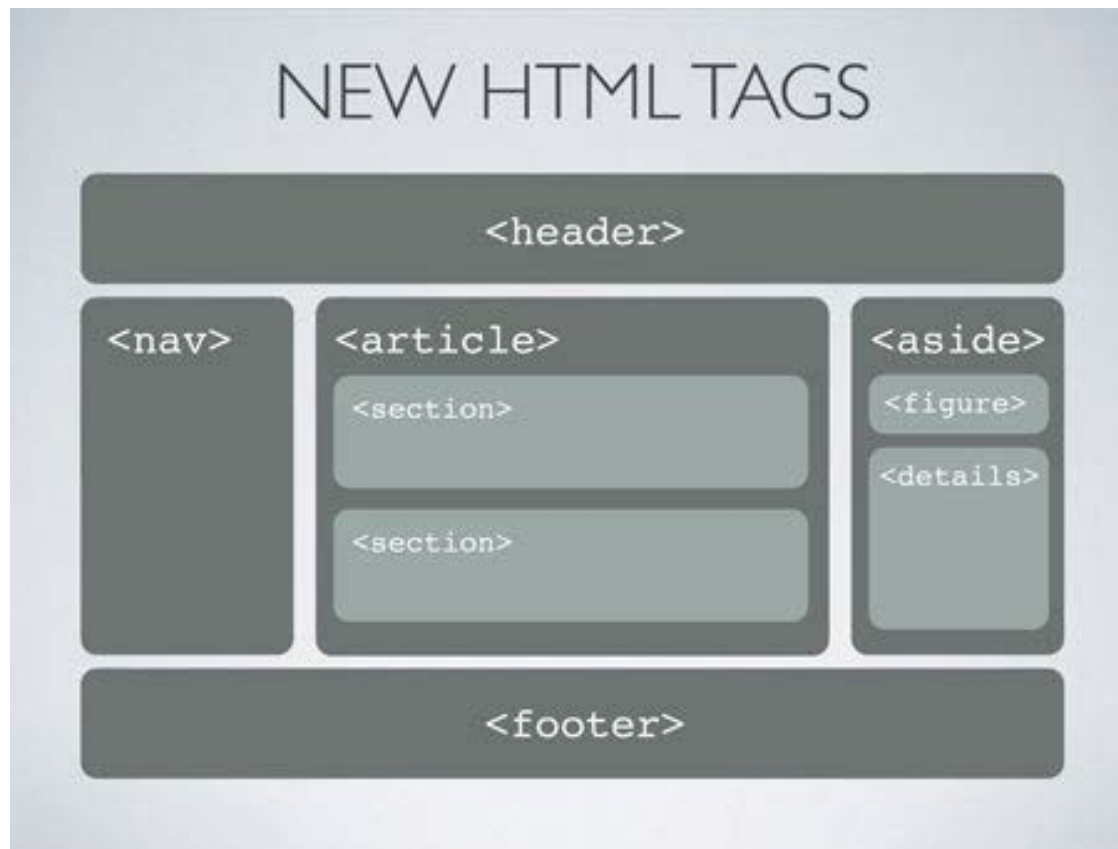 NEW HTML TAGS
<header>
<nav>
<article>
<section>
<section>
<aside>
<figure>
<details>
<footer>